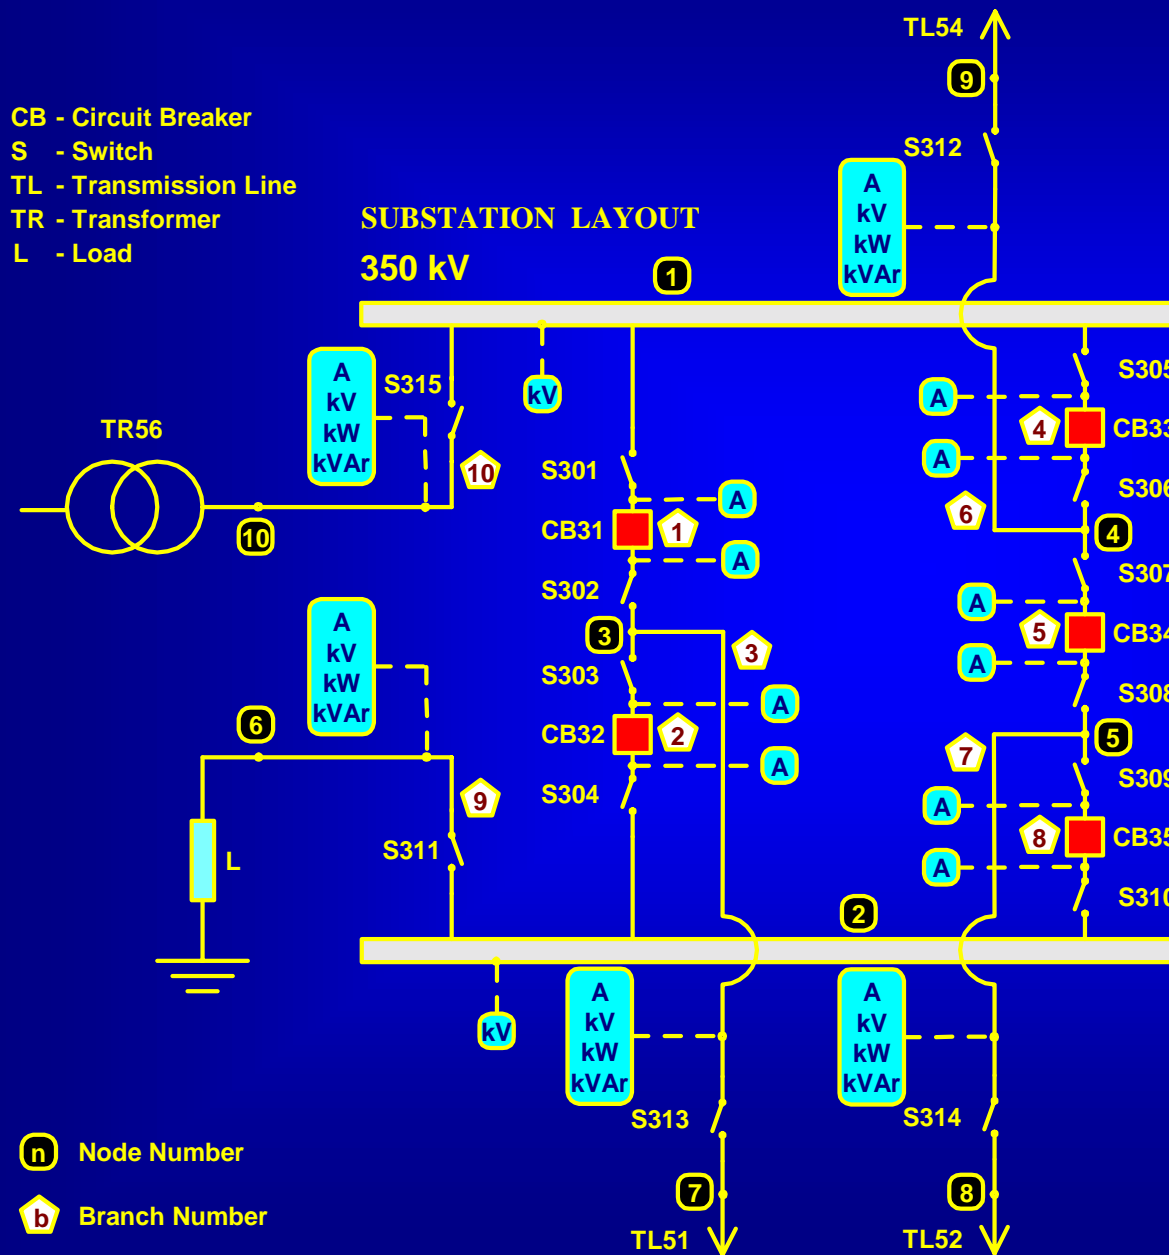 TL54
9
CB - Circuit Breaker
S - Switch
TL - Transmission Line
TR - Transformer
L - Load
S312
A
kV
kW
kVAr
SUBSTATION LAYOUT
350 kV
1
A
kV
kW
kVAr
S315
kV
TR56
10
10
S301
A
CB31
1
A
S302
3
3
S303
A
CB32
2
A
S304
S305
A
4
CB33
A
S306
6
4
S307
A
5
CB34
A
S308
7
5
S309
A
8
CB35
A
S310
A
kV
kW
kVAr
6
9
S311
L
2
kV
A
kV
kW
kVAr
A
kV
kW
kVAr
S313
S314
n Node Number
7
8
b Branch Number
TL51
TL52